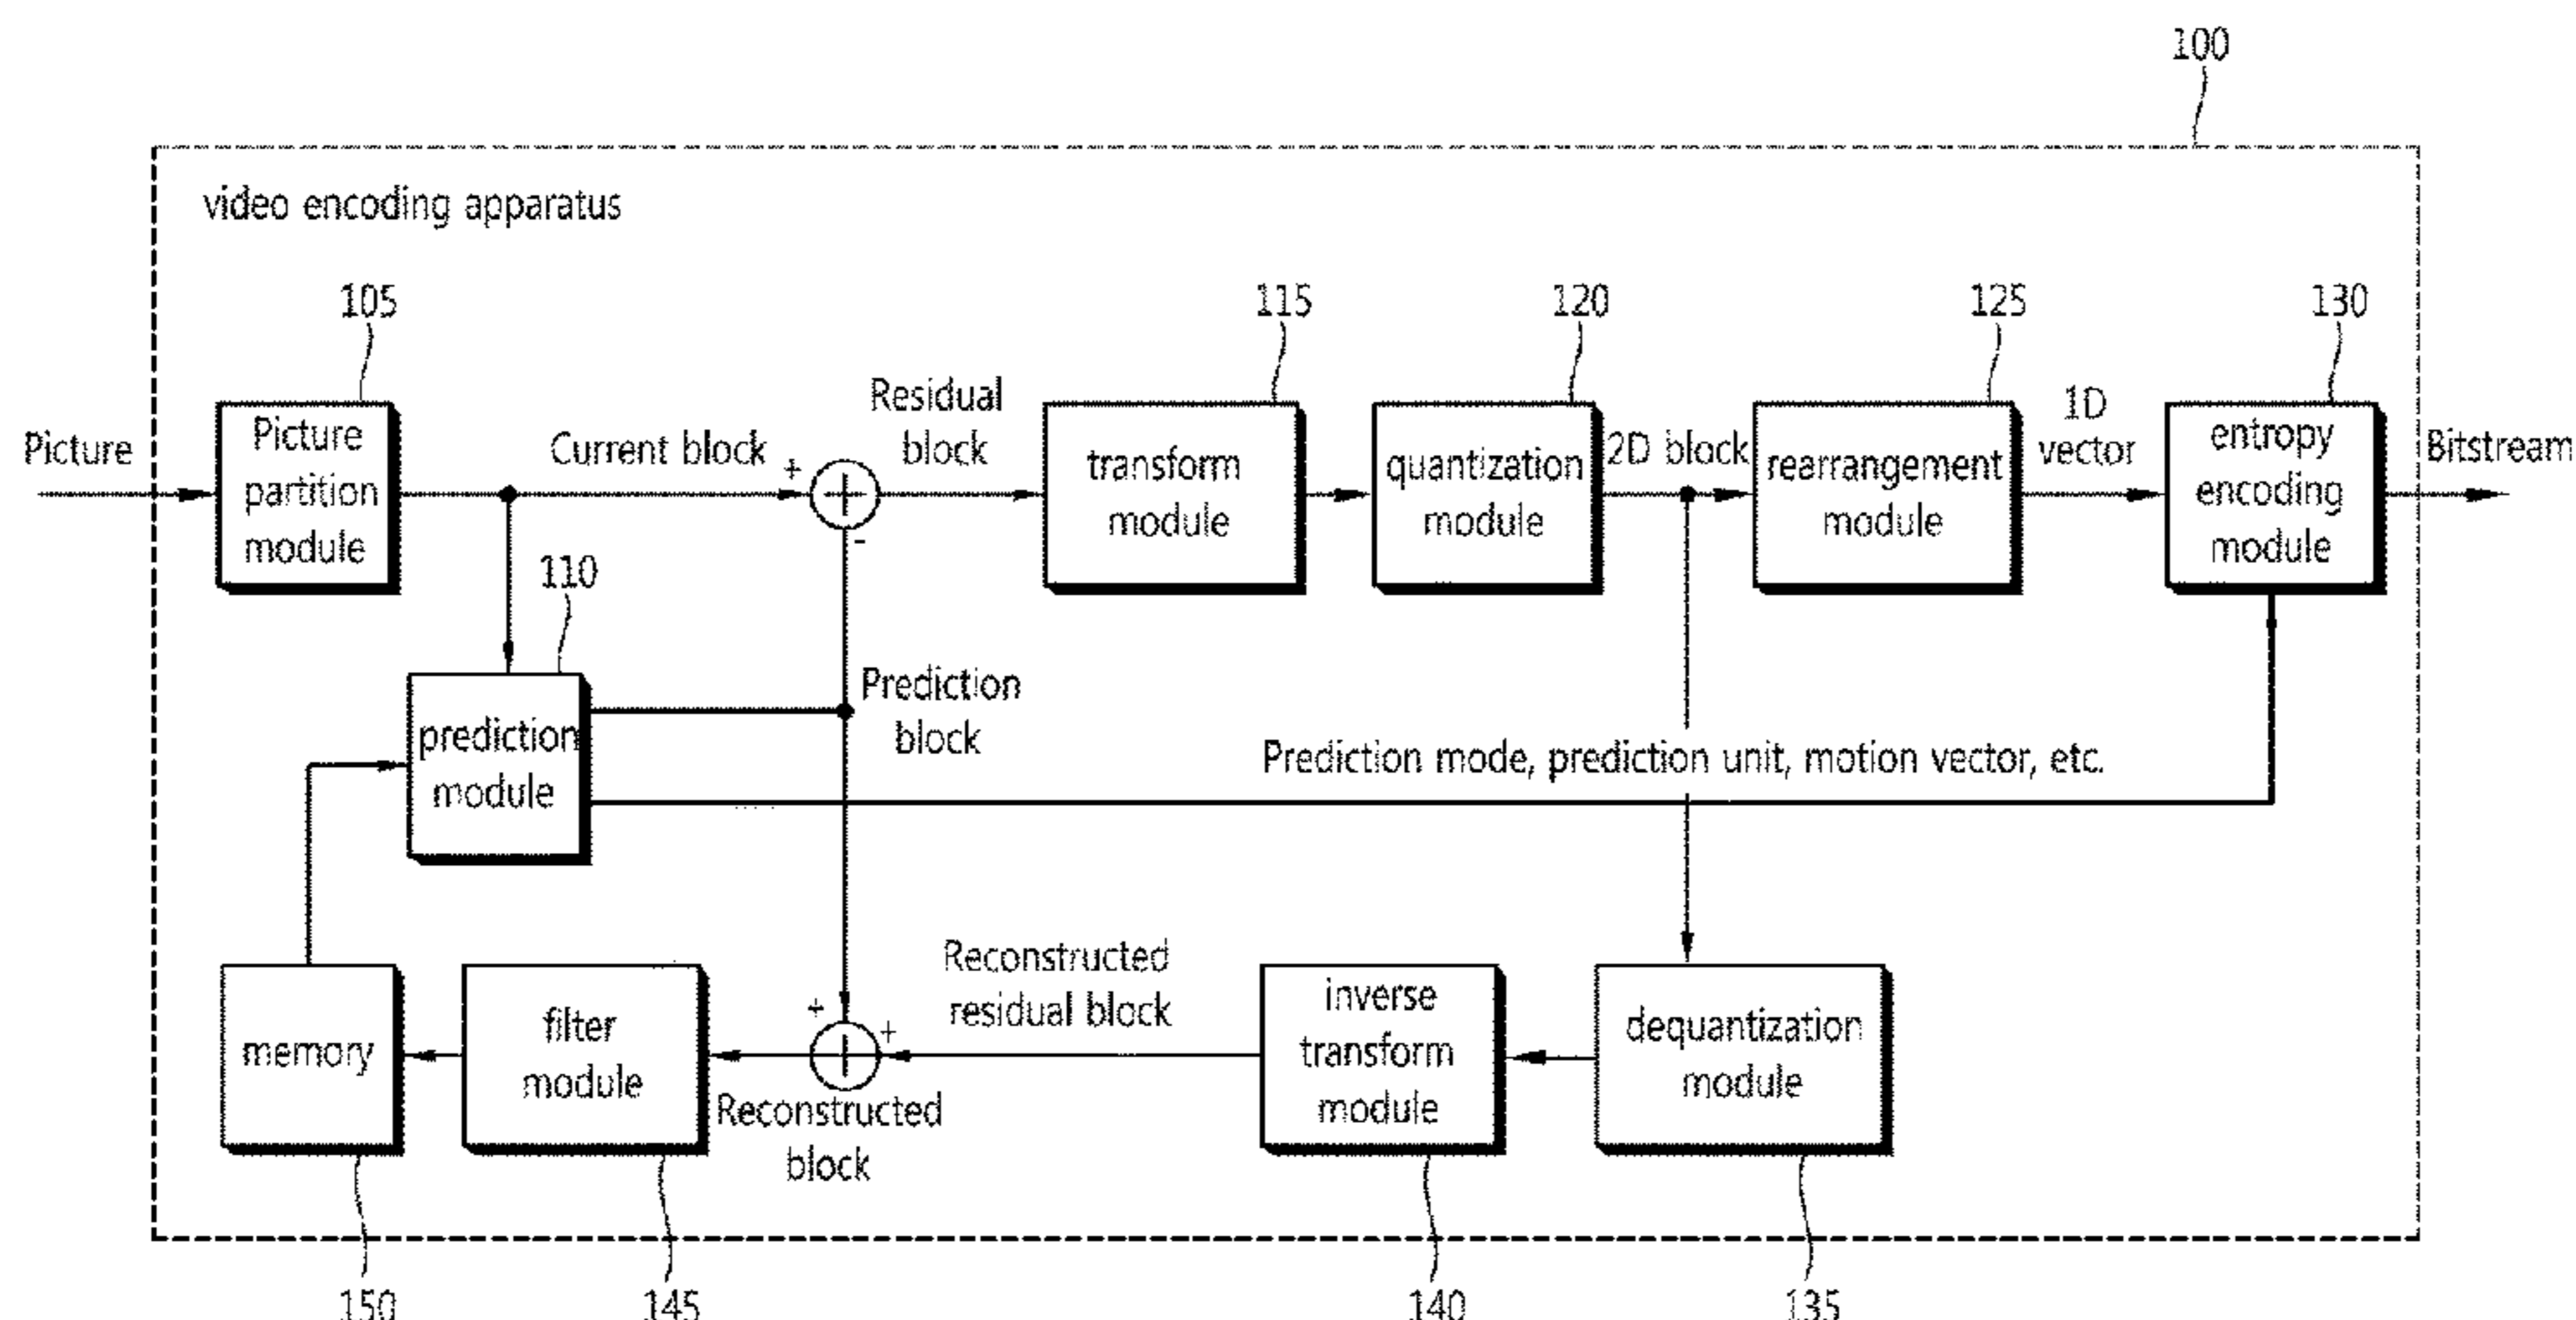 100
video encoding apparatus
105
115
120
125
130
Picture
Picture
partition
module
Current block
+
-
Residual
block
transform
module
quantization
module
2D block
rearrangement
module
1D
vector
entropy
encoding
module
Bitstream
110
prediction
module
Prediction
block
Prediction mode, prediction unit, motion vector, etc.
memory
filter
module
+
+
Reconstructed
block
Reconstructed
residual block
inverse
transform
module
dequantization
module
150
145
140
135